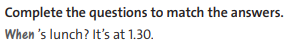 Complete the questions to match the answers.
When 's lunch? It's at 1.30.